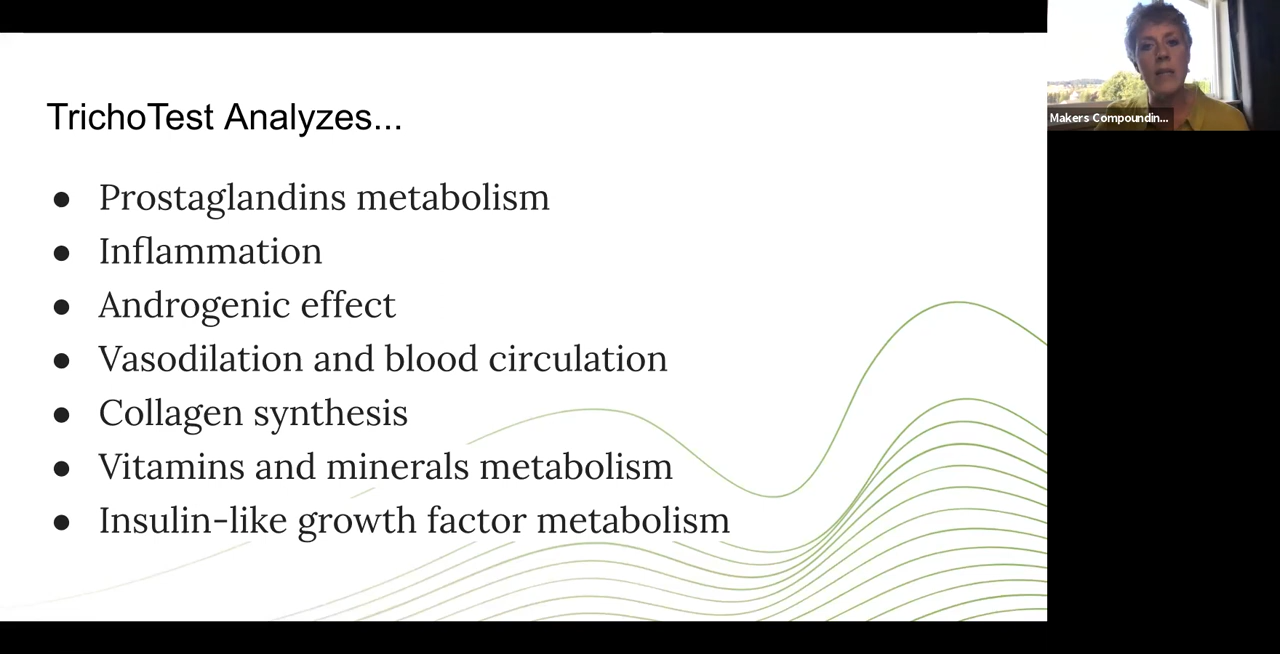 TrichoTest Analyzes...
● Prostaglandins metabolism
● Inflammation
● Androgenic effect
● Vasodilation and blood circulation
● Collagen synthesis
● Vitamins and minerals metabolism
● Insulin-like growth factor metabolism
Makers Compoundin...